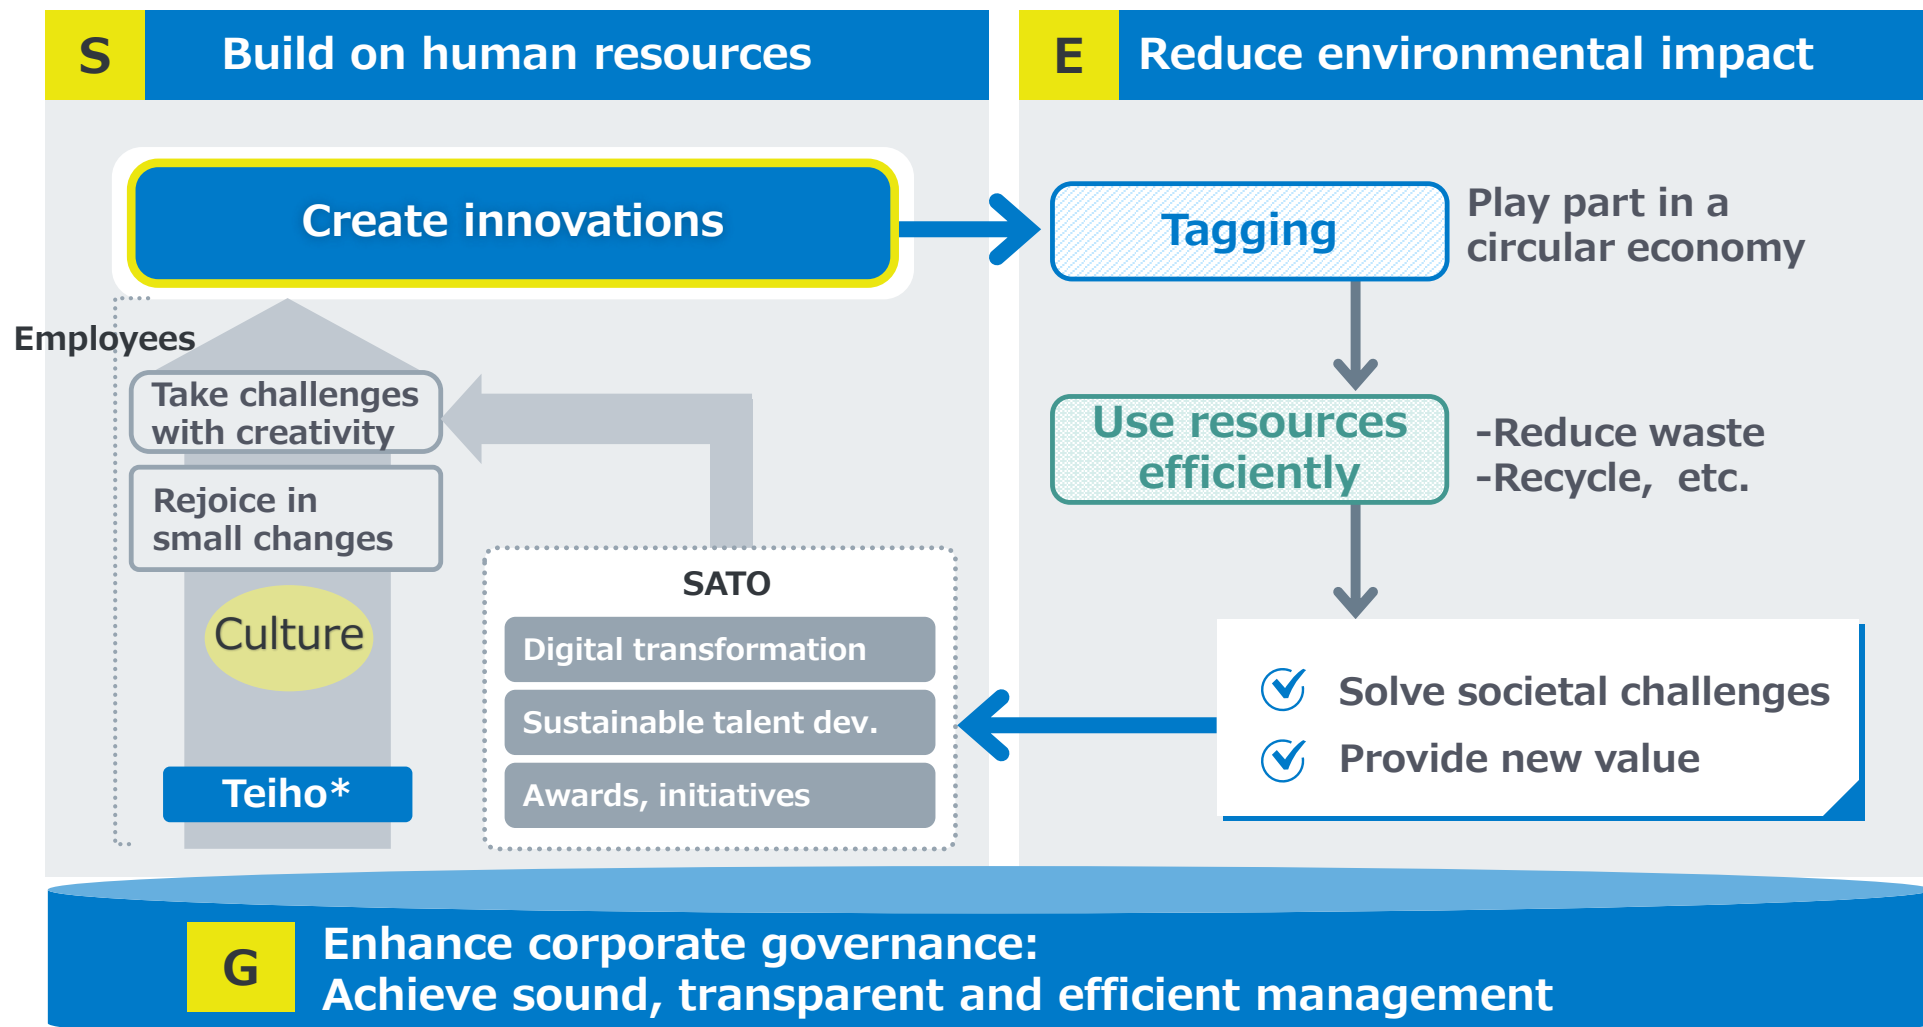 S
Build on human resources
Create innovations
Employees
Take challenges
with creativity
Rejoice in
small changes
Culture
Teiho*
SATO
Digital transformation
Sustainable talent dev.
Awards, initiatives
E
Reduce environmental impact
Tagging
Play part in a
circular economy
Use resources
efficiently
-Reduce waste
-Recycle, etc.
Solve societal challenges
Provide new value
G
Enhance corporate governance:
Achieve sound, transparent and efficient management